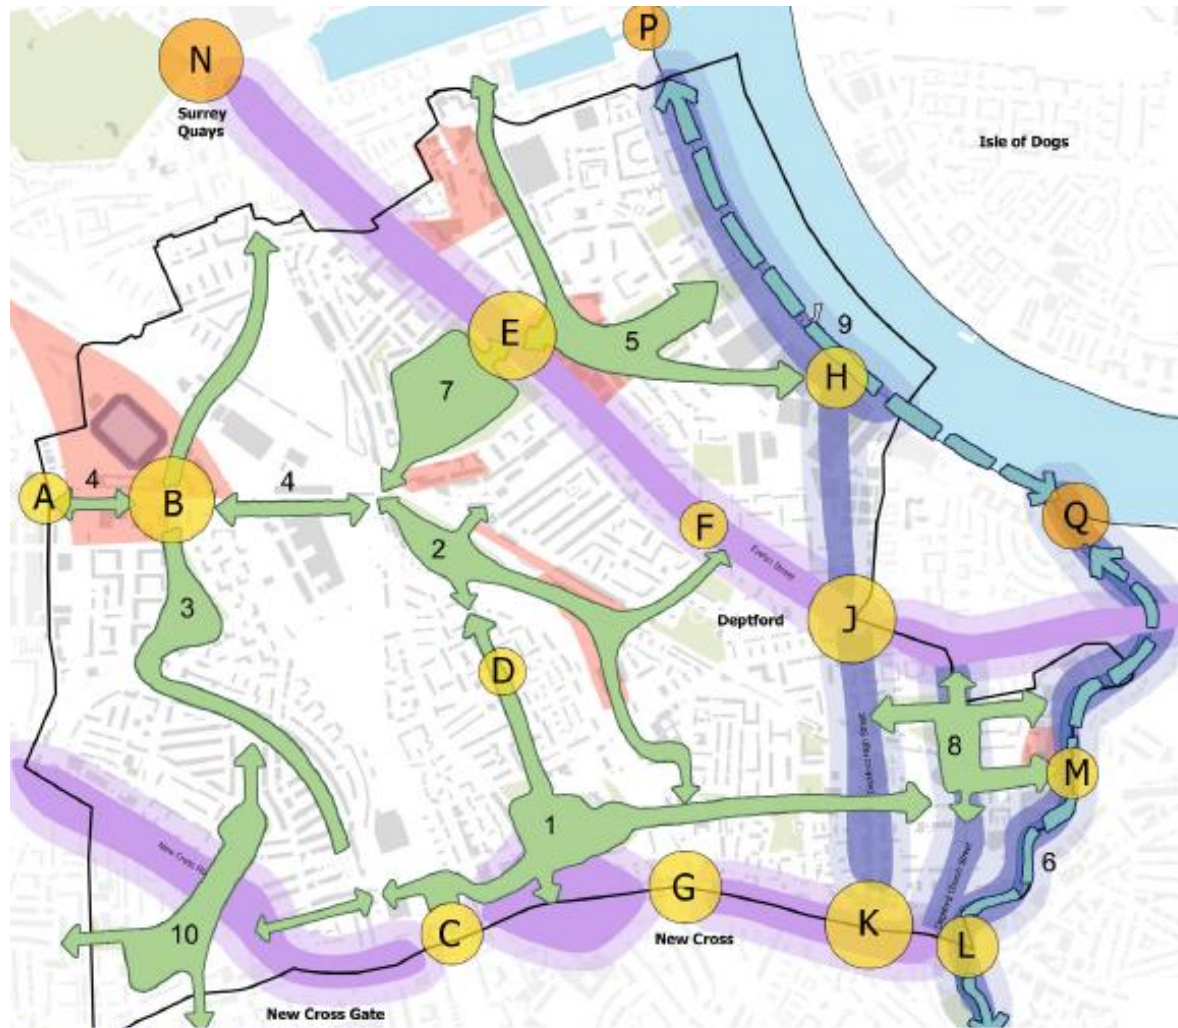 P
N
Surrey
Quays
Isle of Dogs
E
5
9
H
7
A
4
B
4
Q
F
2
Evelyn Street
3
Deptford
J
D
8
M
Deptford High Street
1
New Cross Road
6
Deptford Church Street
G
10
C
New Cross
K
L
New Cross Gate